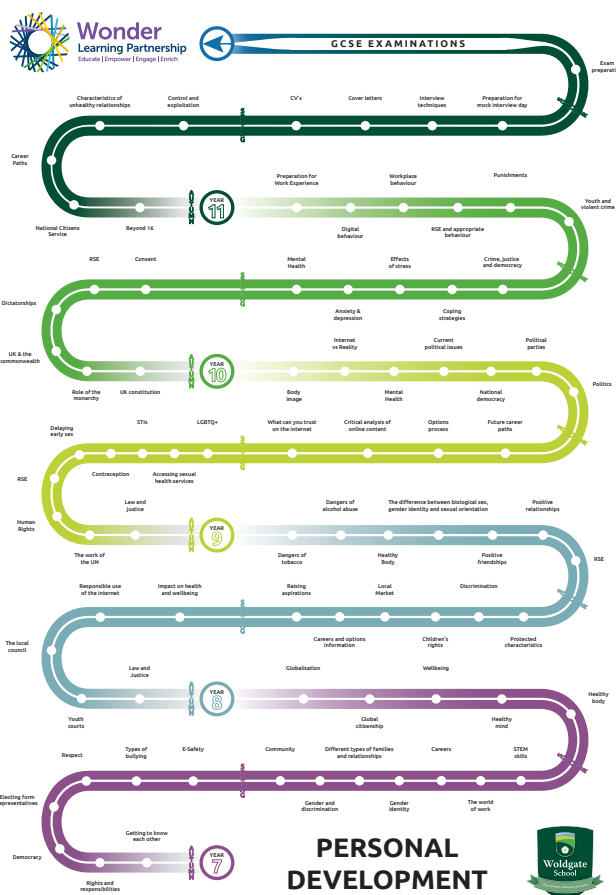 Wonder
Learning Partnership
Educate | Empower | Engage | Enrich
GCSE EXAMINATIONS
Exam
preparati
Characteristics of
unhealthy relationships
Control and
exploitation
CV's
Cover letters
Interview
techniques
Preparation for
mock interview day
Career
Paths
National Citizens
Service
Beyond 16
AUTUMN
YEAR
11
Preparation for
Work Experience
Workplace
behaviour
Punishments
Youth and
violent crime
Digital
behaviour
RSE and appropriate
behaviour
RSE
Consent
Mental
Health
Effects
of stress
Crime, justice
and democracy
Dictatorships
Anxiety &
depression
Coping
strategies
UK & the
commonwealth
Role of the
monarchy
UK constitution
AUTUMN
YEAR
10
Internet
vs Reality
Current
political issues
Political
parties
Politics
Body
image
Mental
Health
National
democracy
Delaying
early sex
STIs
LGBTQ+
What can you trust
on the internet
Critical analysis of
online content
Options
process
Future career
paths
RSE
Contraception
Accessing sexual
health services
Human
Rights
Law and
justice
The work of
the UN
AUTUMN
YEAR
9
Dangers of
alcohol abuse
The difference between biological sex,
gender identity and sexual orientation
Positive
relationships
RSE
Dangers of
tobacco
Healthy
Body
Positive
friendships
Responsible use
of the internet
Impact on health
and wellbeing
Raising
aspirations
Local
Market
Discrimination
The local
council
Careers and options
information
Children's
rights
Protected
characteristics
Law and
Justice
Youth
courts
AUTUMN
YEAR
8
Globalisation
Wellbeing
Healthy
body
Global
citizenship
Healthy
mind
Respect
Types of
bullying
E-Safety
Community
Different types of families
and relationships
Careers
STEM
skills
Electing form
epresentatives
Gender and
discrimination
Gender
identity
The world
of work
Democracy
Getting to know
each other
Rights and
responsibilities
AUTUMN
YEAR
7
PERSONAL
DEVELOPMENT
Woldgate
School